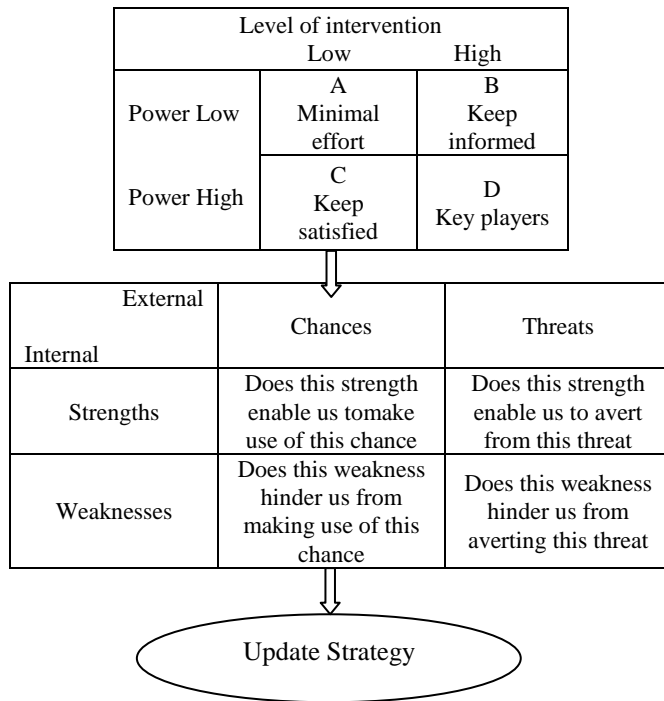 Level of intervention
Low High
Power Low
A
Minimal
effort
B
Keep
informed
Power High
C
Keep
satisfied
D
Key players
External
Internal
Chances
Threats
Strengths
Does this strength
enable us tomake
use of this chance
Does this strength
enable us to avert
from this threat
Weaknesses
Does this weakness
hinder us from
making use of this
chance
Does this weakness
hinder us from
averting this threat
Update Strategy